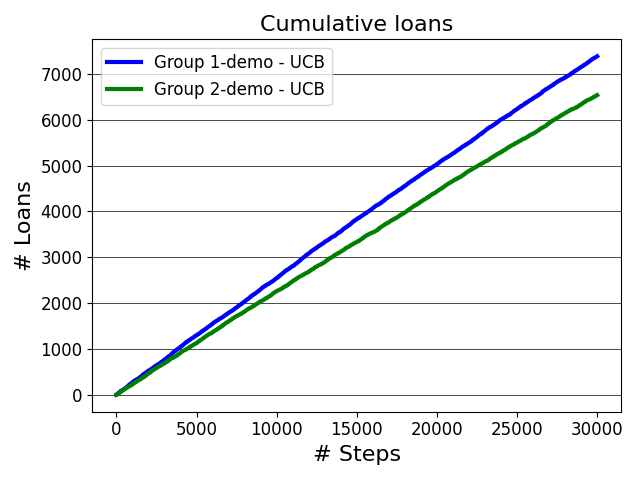 Cumulative loans
Group 1-demo - UCB
Group 2-demo - UCB
# Loans
7000
6000
5000
4000
3000
2000
1000
0
0 5000 10000 15000 20000 25000 30000
# Steps